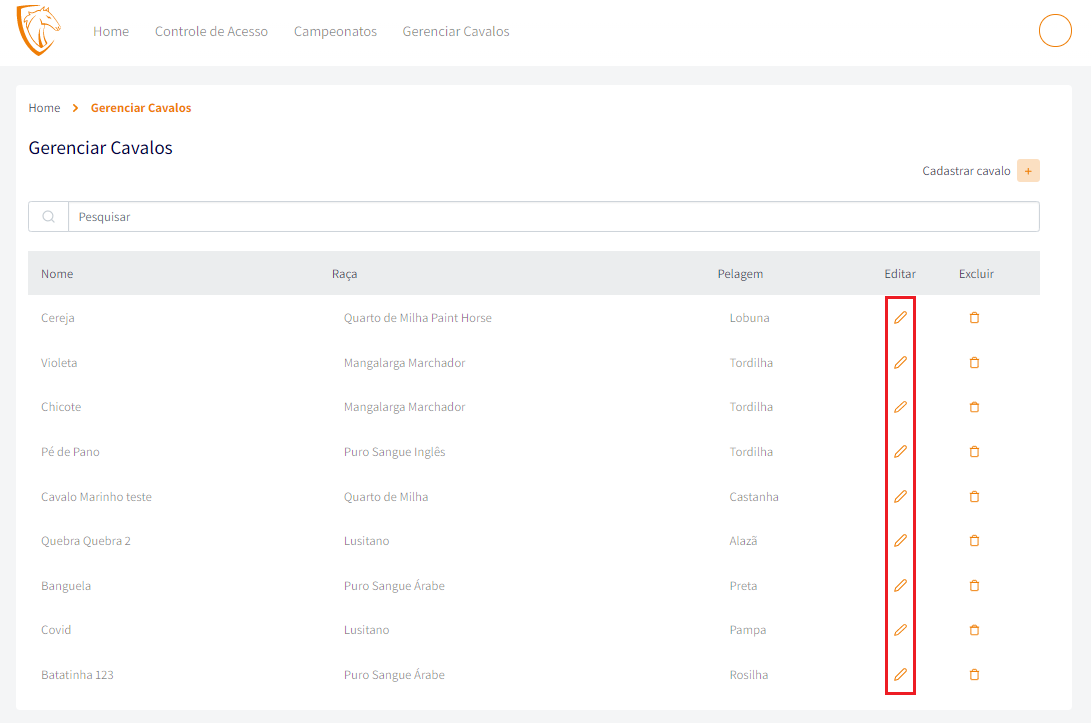 Home Controle de Acesso Campeonatos Gerenciar Cavalos
Home > Gerenciar Cavalos
Gerenciar Cavalos
Cadastrar cavalo +
Pesquisar
Nome Raça Pelagem Editar Excluir
Cereja Quarto de Milha Paint Horse Lobuna
Violeta Mangalarga Marchador Tordilha
Chicote Mangalarga Marchador Tordilha
Pé de Pano Puro Sangue Inglês Tordilha
Cavalo Marinho teste Quarto de Milha Castanha
Quebra Quebra 2 Lusitano Alazã
Banguela Puro Sangue Árabe Preta
Covid Lusitano Pampa
Batatinha 123 Puro Sangue Árabe Rosilha